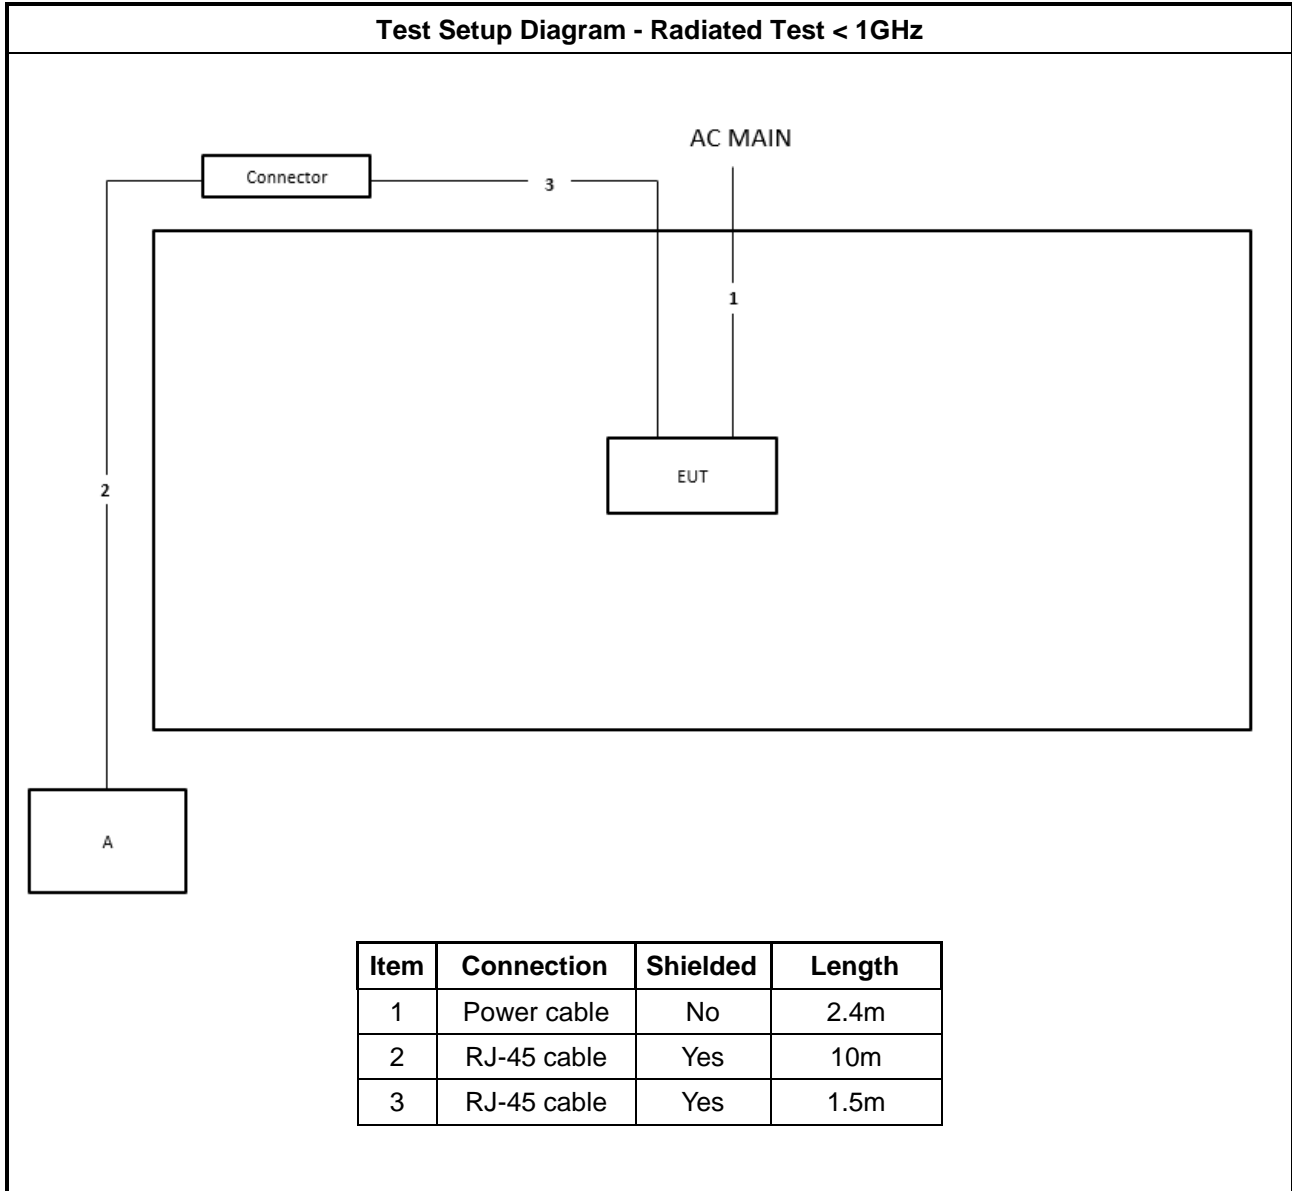 Test Setup Diagram - Radiated Test < 1GHz
AC MAIN
Connector
3
1
EUT
2
A
Item Connection Shielded Length
1 Power cable No 2.4m
2 RJ-45 cable Yes 10m
3 RJ-45 cable Yes 1.5m